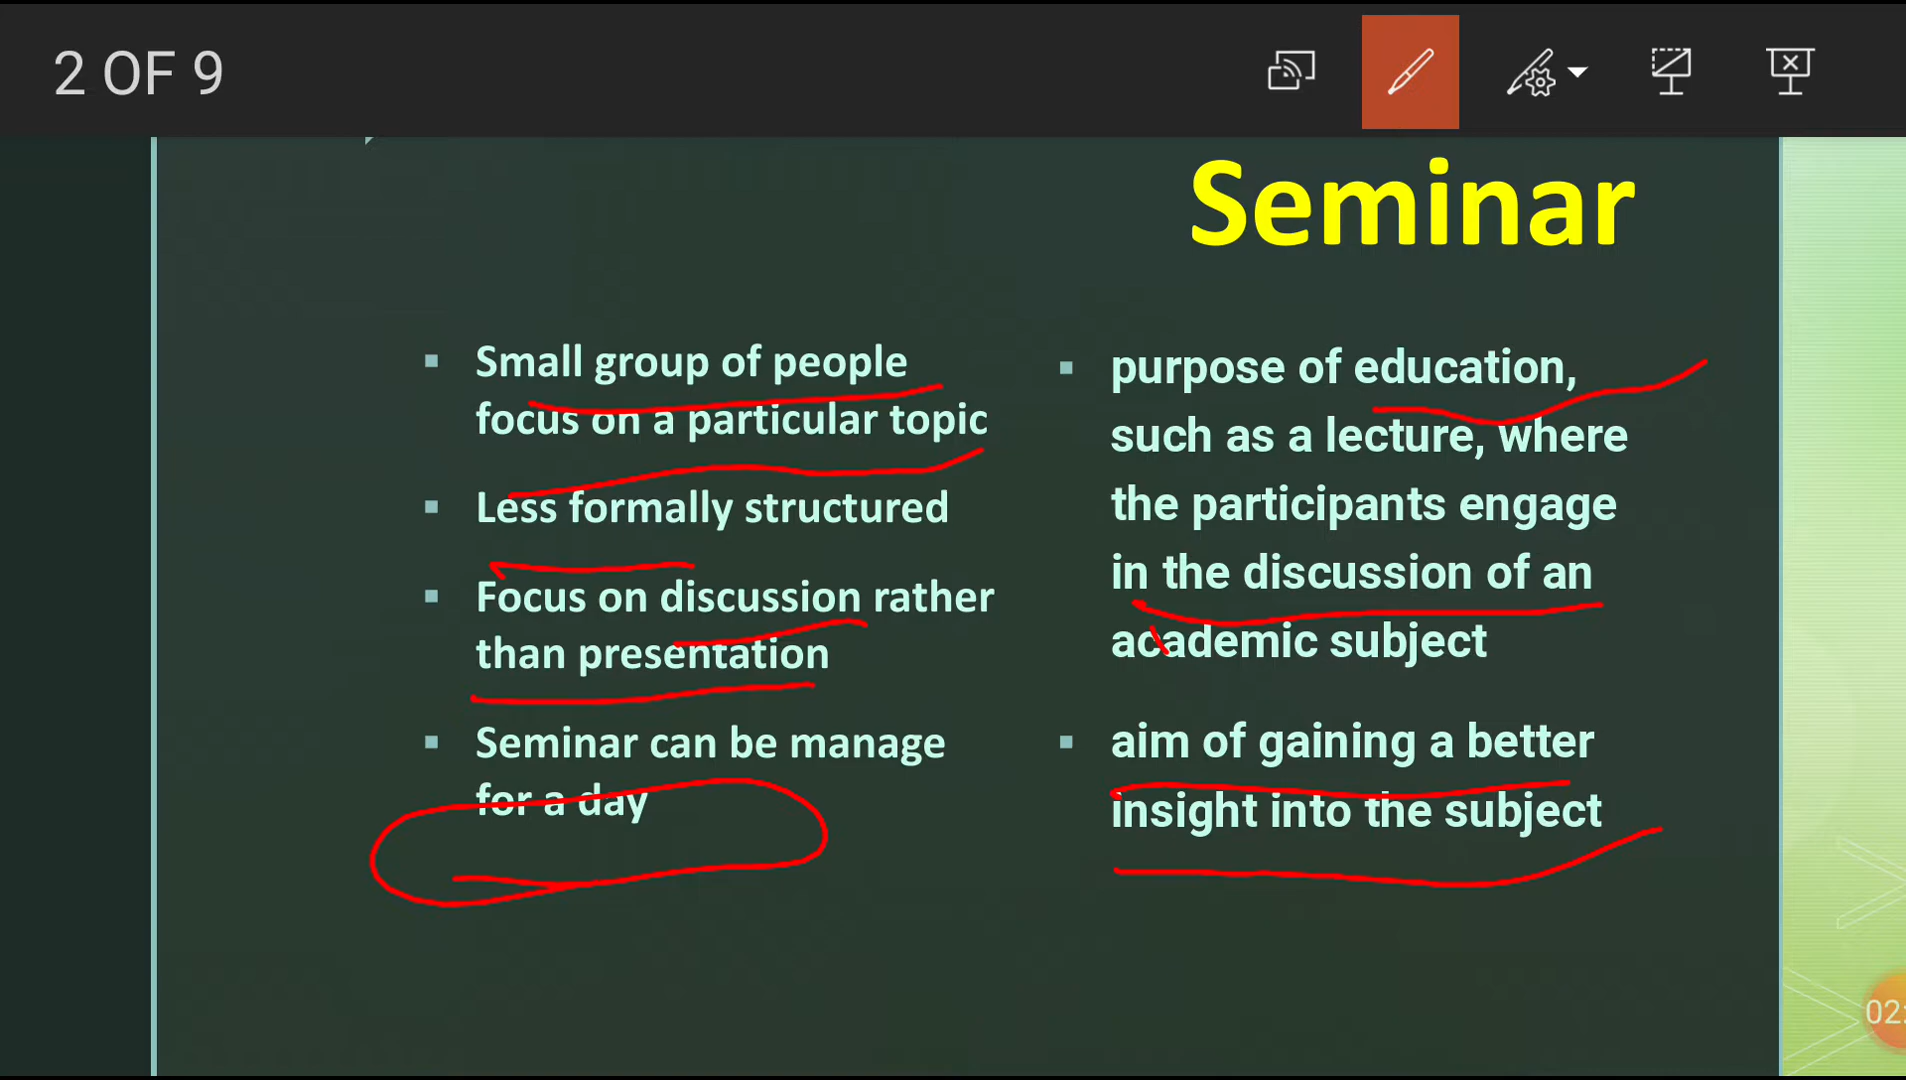 2 OF 9
Seminar
Small group of people
focus on a particular topic
Less formally structured
Focus on discussion rather
than presentation
Seminar can be manage
for a day
purpose of education,
such as a lecture, where
the participants engage
in the discussion of an
academic subject
aim of gaining a better
insight into the subject
02: